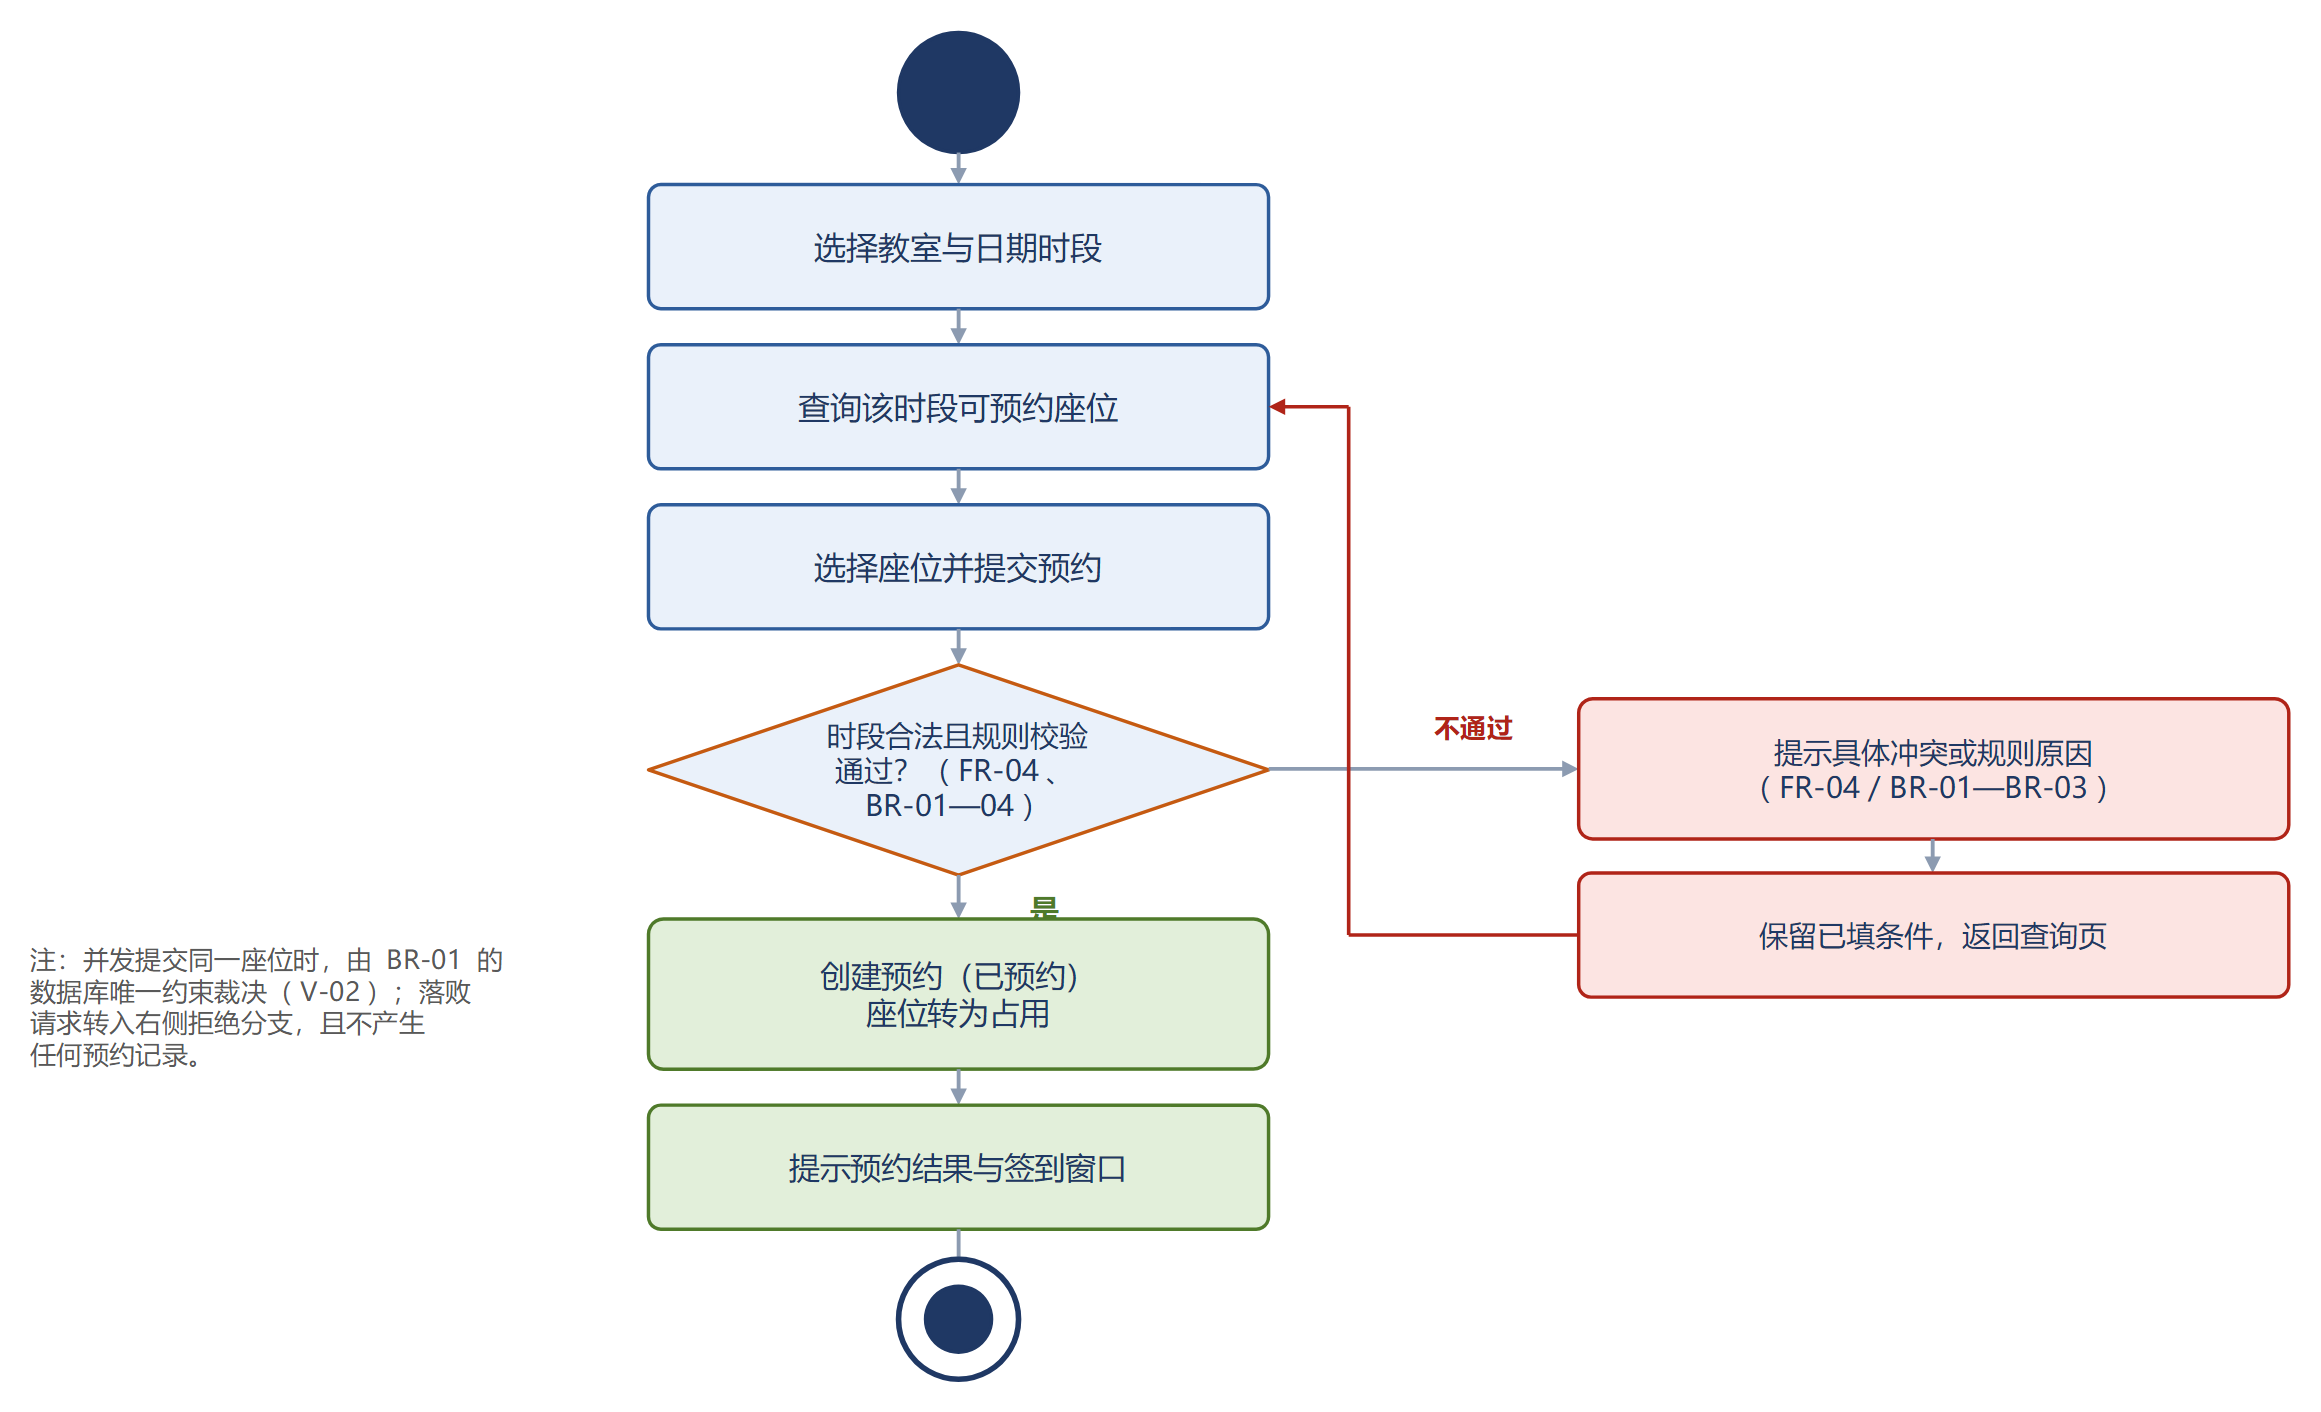 选择教室与日期时段
查询该时段可预约座位
选择座位并提交预约
时段合法且规则校验
通过？（FR-04、
BR-01—04）
不通过
提示具体冲突或规则原因
（FR-04 / BR-01—BR-03）
保留已填条件，返回查询页
是
创建预约（已预约）
座位转为占用
注：并发提交同一座位时，由 BR-01 的
数据库唯一约束裁决（V-02）；落败
请求转入右侧拒绝分支，且不产生
任何预约记录。
提示预约结果与签到窗口